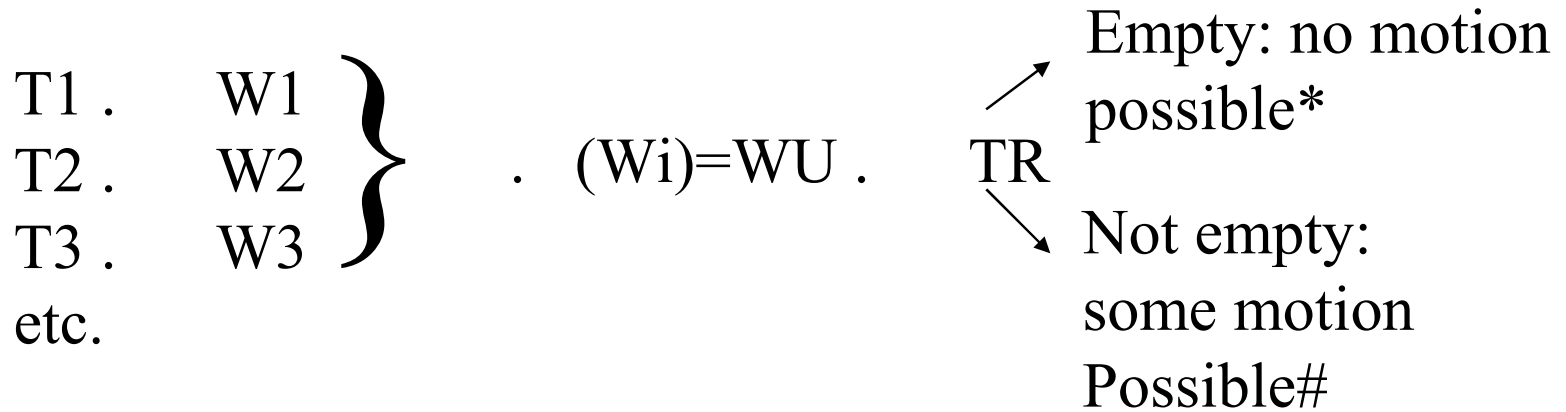 Empty: no motion
possible*
T1 . W1
T2 . W2
T3 . W3
etc.
. (Wi)=WU . TR
Not empty:
some motion
Possible#